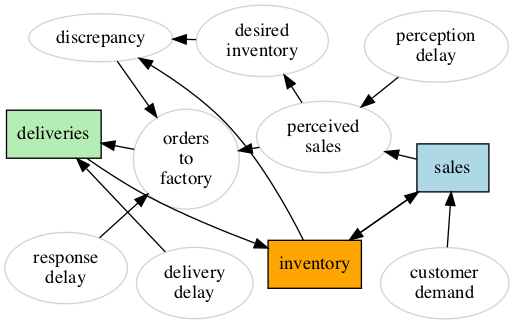 discrepancy
desired
inventory
perception
delay
deliveries
orders
to
factory
perceived
sales
sales
response
delay
delivery
delay
inventory
customer
demand